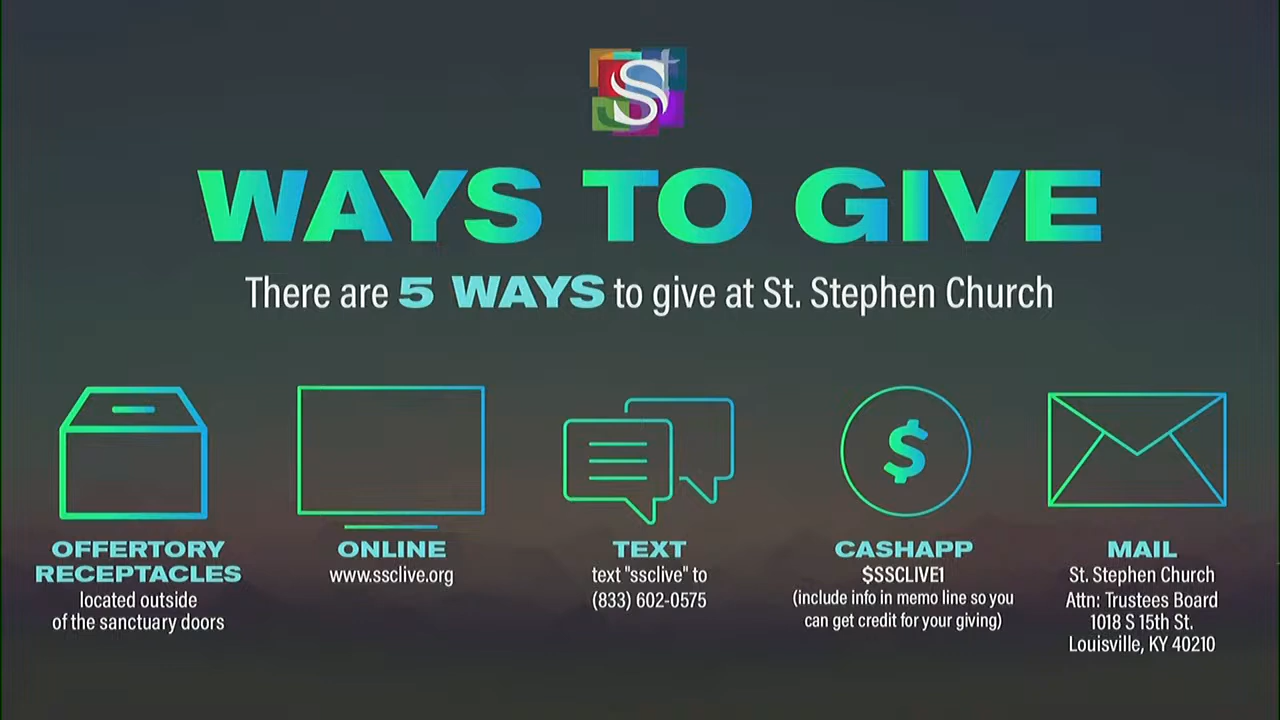 St
S
WAYS TO GIVE
There are 5 WAYS to give at St. Stephen Church
OFFERTORY
RECEPTACLES
located outside
of the sanctuary doors
ONLINE
www.ssclive.org
TEXT
text "ssclive" to
(833) 602-0575
$
CASHAPP
$SSCLIVE1
(include info in memo line so you
can get credit for your giving)
MAIL
St. Stephen Church
Attn: Trustees Board
1018 S 15th St.
Louisville, KY 40210